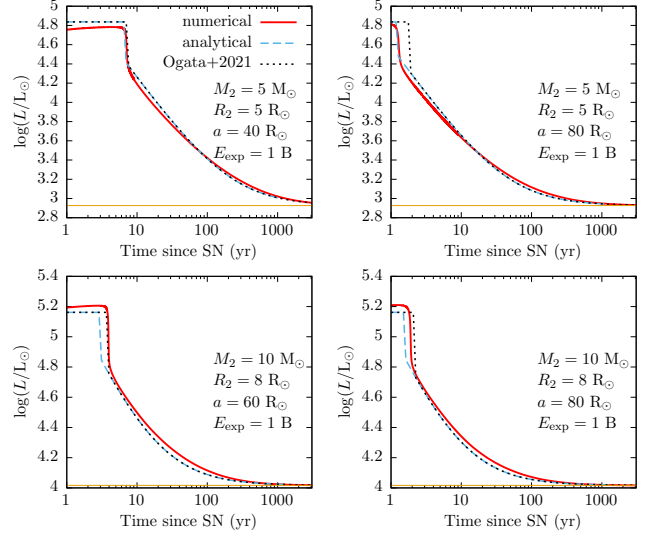 numerical
analytical
Ogata+2021
M₂ = 5 M⊙
R₂ = 5 R⊙
a = 40 R⊙
E_exp = 1 B
log(L/L⊙)
5
4.8
4.6
4.4
4.2
4
3.8
3.6
3.4
3.2
3
2.8
1 10 100 1000
Time since SN (yr)
M₂ = 5 M⊙
R₂ = 5 R⊙
a = 80 R⊙
E_exp = 1 B
log(L/L⊙)
5
4.8
4.6
4.4
4.2
4
3.8
3.6
3.4
3.2
3
2.8
1 10 100 1000
Time since SN (yr)
M₂ = 10 M⊙
R₂ = 8 R⊙
a = 60 R⊙
E_exp = 1 B
log(L/L⊙)
5.4
5.2
5
4.8
4.6
4.4
4.2
4
1 10 100 1000
Time since SN (yr)
M₂ = 10 M⊙
R₂ = 8 R⊙
a = 80 R⊙
E_exp = 1 B
log(L/L⊙)
5.4
5.2
5
4.8
4.6
4.4
4.2
4
1 10 100 1000
Time since SN (yr)